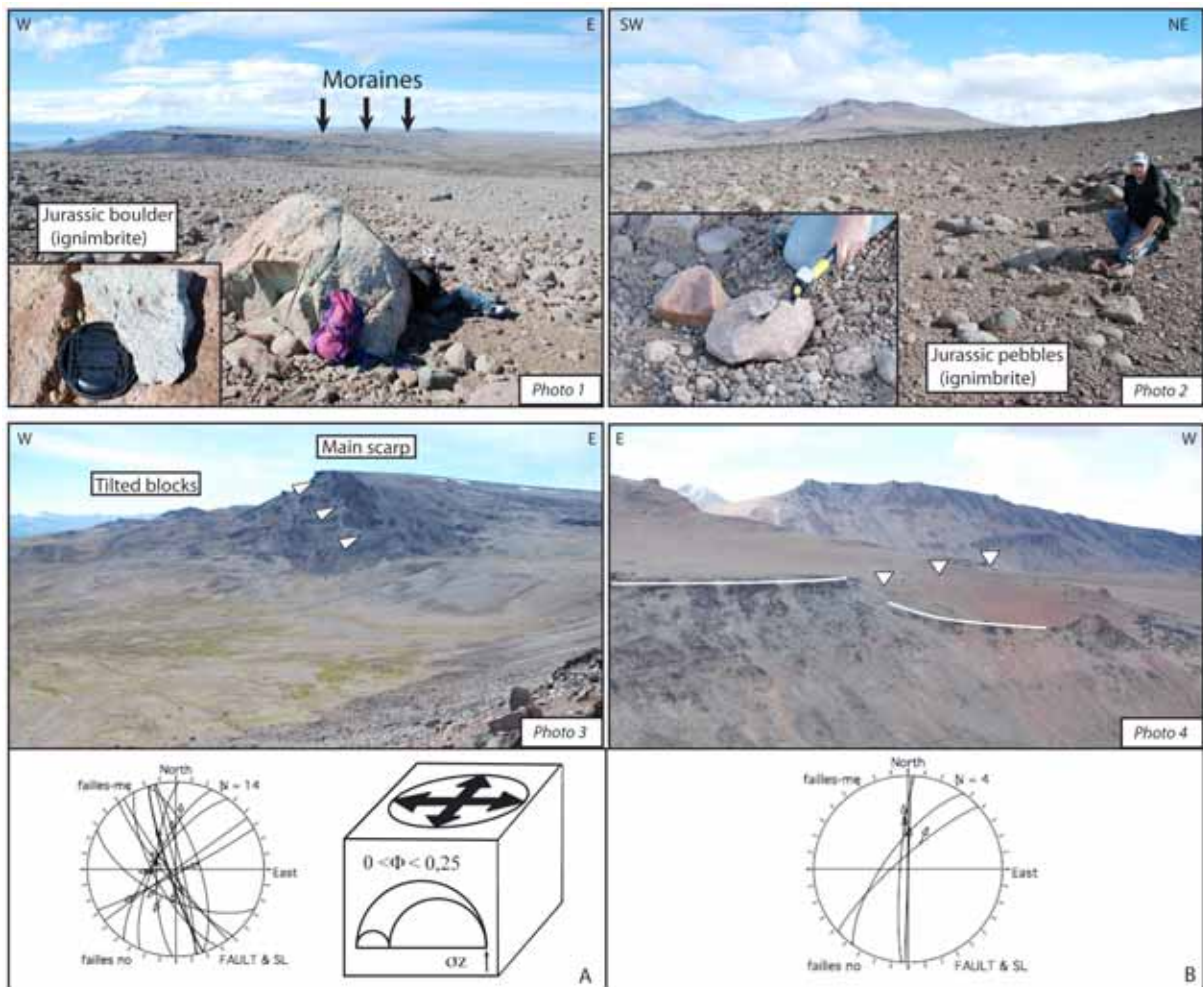 W
E
Moraines
Jurassic boulder
(ignimbrite)
Photo 1
SW
NE
Jurassic pebbles
(ignimbrite)
Photo 2
W
E
Main scarp
Tilted blocks
Photo 3
E
W
Photo 4
North
failles-me
N = 14
East
failles no
FAULT & SL
0 <Φ< 0,25
σz
A
North
failles-me
N = 4
East
failles no
FAULT & SL
B